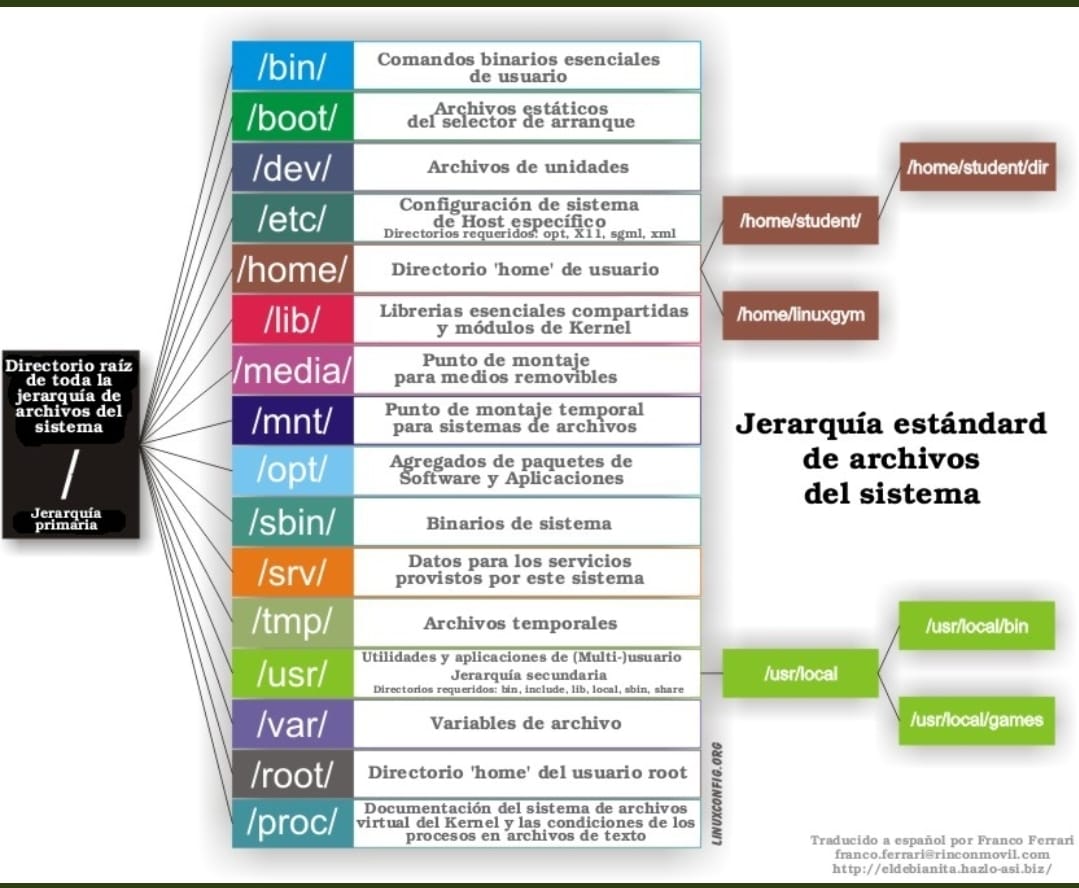 Directorio raíz
de toda la
jerarquía de
archivos del
sistema
/
Jerarquía
primaria
/bin/
Comandos binarios esenciales
de usuario
/boot/
Archivos estáticos
del selector de arranque
/dev/
Archivos de unidades
/etc/
Configuración de sistema
de Host específico
Directorios requeridos: opt, X11, sgml, xml
/home/
Directorio 'home' de usuario
/home/student/
/home/student/dir
/home/linuxgym
/lib/
Librerias esenciales compartidas
y módulos de Kernel
/media/
Punto de montaje
para medios removibles
/mnt/
Punto de montaje temporal
para sistemas de archivos
/opt/
Agregados de paquetes de
Software y Aplicaciones
/sbin/
Binarios de sistema
/srv/
Datos para los servicios
provistos por este sistema
/tmp/
Archivos temporales
/usr/
Utilidades y aplicaciones de (Multi-)usuario
Jerarquía secundaria
Directorios requeridos: bin, include, lib, local, sbin, share
/usr/local
/usr/local/bin
/usr/local/games
/var/
Variables de archivo
/root/
Directorio 'home' del usuario root
/proc/
Documentación del sistema de archivos
virtual del Kernel y las condiciones de los
procesos en archivos de texto
Jerarquía estándard
de archivos
del sistema
LINUXCONFIG.ORG
Traducido a español por Franco Ferrari
franco.ferrari@rinconmovil.com
http://eldebianita.hazlo-asi.biz/